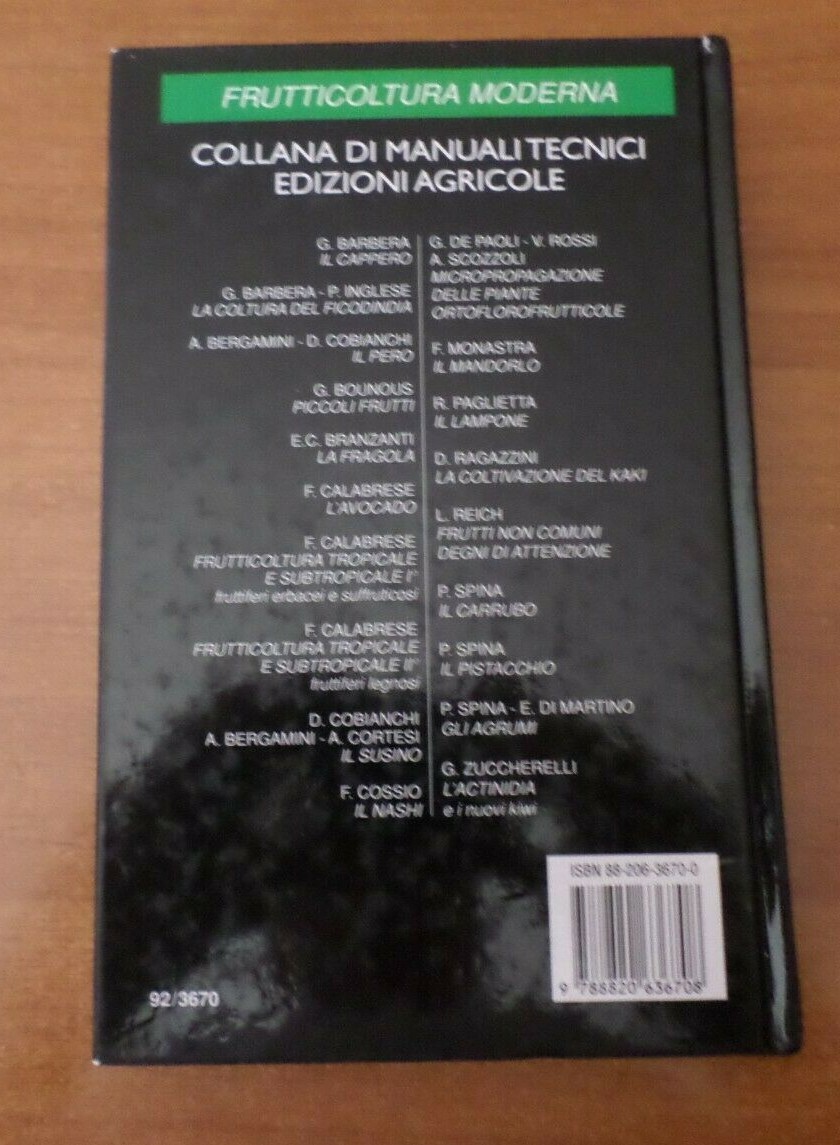 FRUTTICOLTURA MODERNA
COLLANA DI MANUALI TECNICI
EDIZIONI AGRICOLE
G. BARBERA
IL CAPPERO
G. BARBERA - P. INGLESE
LA COLTURA DEL FICODINDIA
A. BERGAMINI - D. COBIANCHI
IL PERO
G. BOUNOUS
PICCOLI FRUTTI
E.C. BRANZANTI
LA FRAGOLA
F. CALABRESE
L'AVOCADO
F. CALABRESE
FRUTTICOLTURA TROPICALE
E SUBTROPICALE I°
fruttiferi erbacei e suffruticosi
F. CALABRESE
FRUTTICOLTURA TROPICALE
E SUBTROPICALE II°
fruttiferi legnosi
D. COBIANCHI
A. BERGAMINI - A. CORTESI
IL SUSINO
F. COSSIO
IL NASHI
G. DE PAOLI - V. ROSSI
A. SCOZZOLI
MICROPROPAGAZIONE
DELLE PIANTE
ORTOFLOROFRUTTICOLE
F. MONASTRA
IL MANDORLO
R. PAGLIETTA
IL LAMPONE
D. RAGAZZINI
LA COLTIVAZIONE DEL KAKI
L. REICH
FRUTTI NON COMUNI
DEGNI DI ATTENZIONE
P. SPINA
IL CARRUBO
P. SPINA
IL PISTACCHIO
P. SPINA - E. DI MARTINO
GLI AGRUMI
G. ZUCCHERELLI
L'ACTINIDIA
e i nuovi kiwi
ISBN 88-206-3670-0
9 788820 636708
92/3670